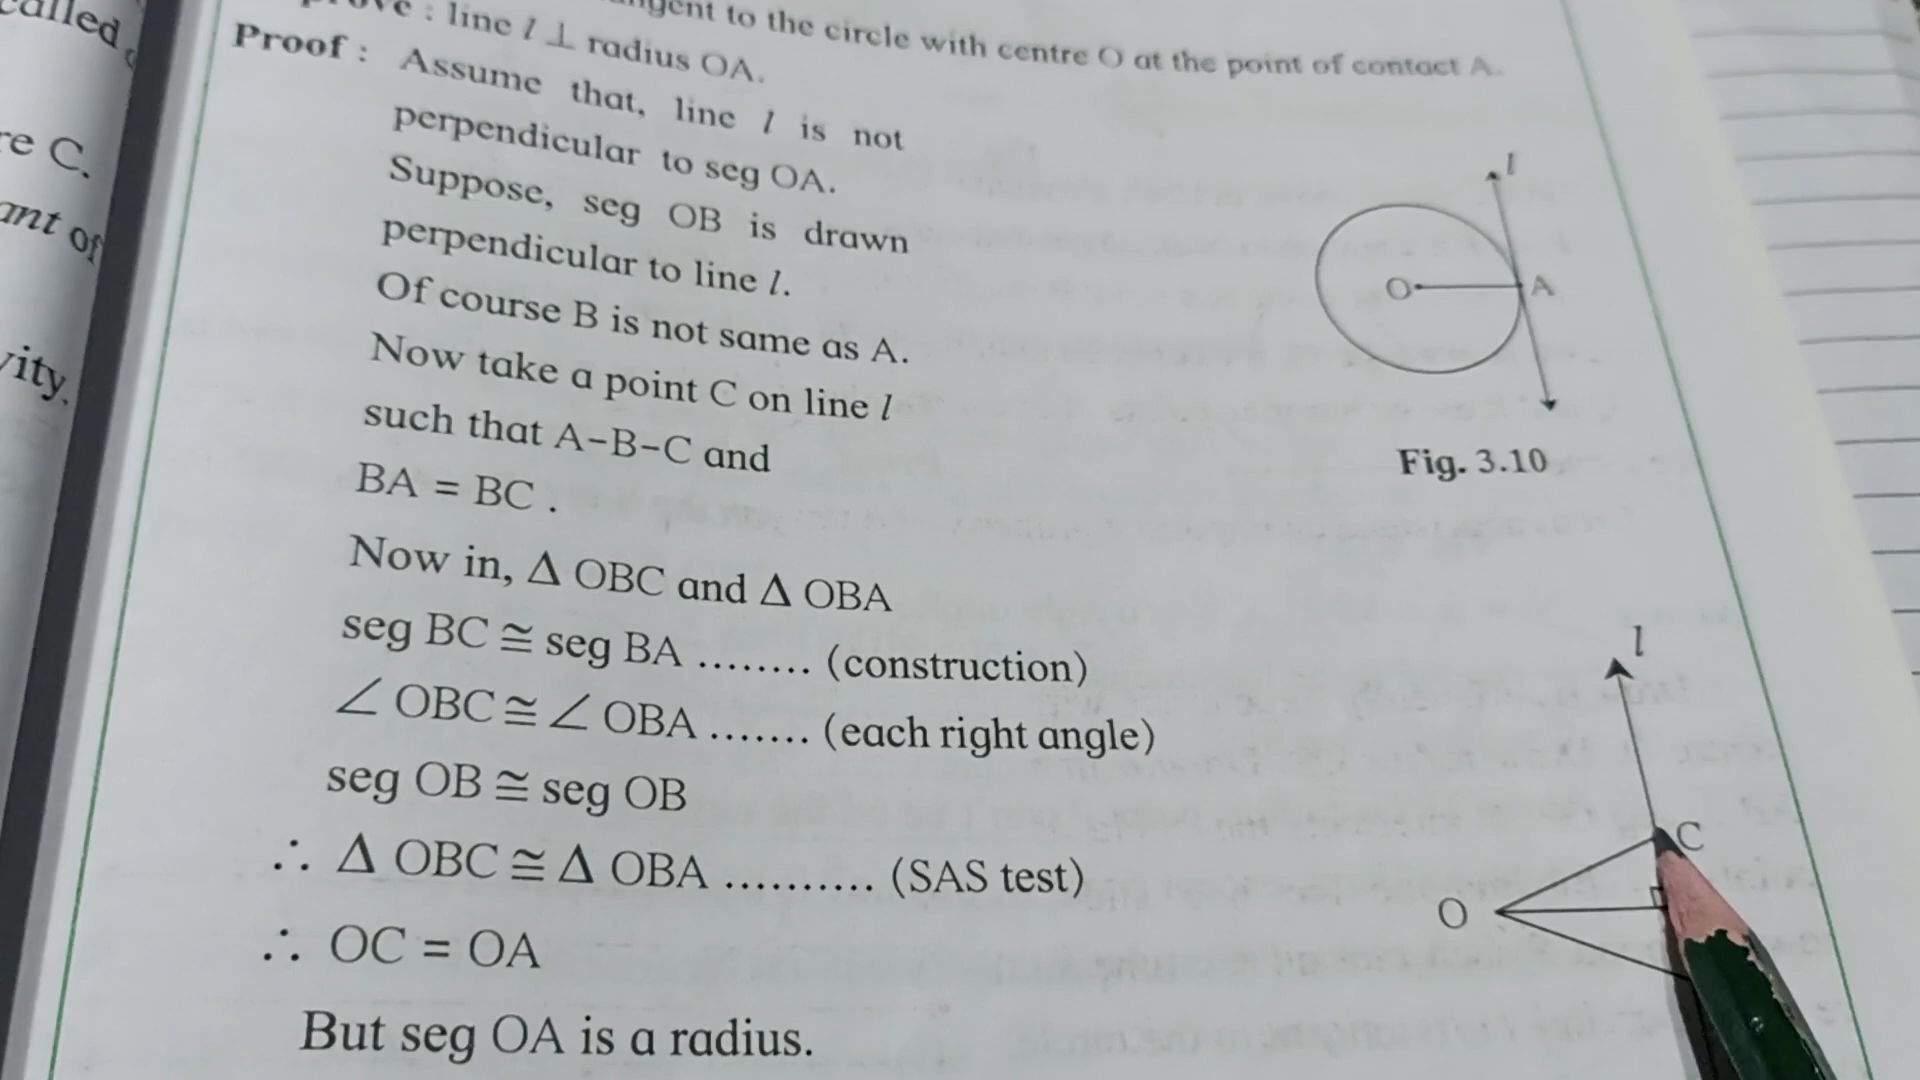 called
re C.
ant of
vity.
: line l ⊥ radius OA.
to the circle with centre O at the point of contact A.
Proof : Assume that, line l is not
perpendicular to seg OA.
Suppose, seg OB is drawn
perpendicular to line l.
Of course B is not same as A.
Now take a point C on line l
such that A-B-C and
BA = BC .
Now in, Δ OBC and Δ OBA
seg BC ≅ seg BA ........ (construction)
∠ OBC ≅ ∠ OBA ....... (each right angle)
seg OB ≅ seg OB
∴ Δ OBC ≅ Δ OBA .......... (SAS test)
∴ OC = OA
But seg OA is a radius.
l
O
A
Fig. 3.10
l
C
O